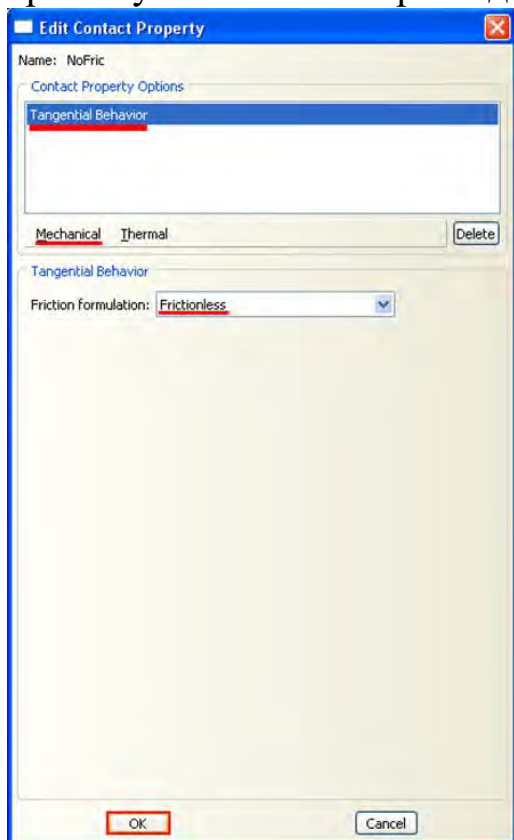 Edit Contact Property
Name: NoFric
Contact Property Options
Tangential Behavior
Mechanical Thermal Delete
Tangential Behavior
Friction formulation: Frictionless
OK Cancel